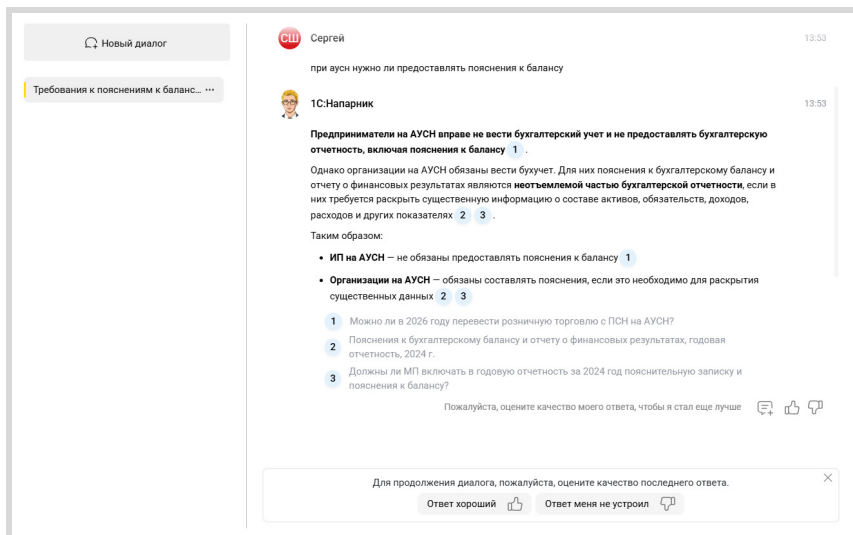 Новый диалог
Требования к пояснениям к баланс... ...
СШ Сергей 13:53
при аусн нужно ли предоставлять пояснения к балансу
1С:Напарник 13:53
Предприниматели на АУСН вправе не вести бухгалтерский учет и не предоставлять бухгалтерскую
отчетность, включая пояснения к балансу 1 .
Однако организации на АУСН обязаны вести бухучет. Для них пояснения к бухгалтерскому балансу и
отчету о финансовых результатах являются неотъемлемой частью бухгалтерской отчетности, если в
них требуется раскрыть существенную информацию о составе активов, обязательств, доходов,
расходов и других показателях 2 3 .
Таким образом:
• ИП на АУСН — не обязаны предоставлять пояснения к балансу 1
• Организации на АУСН — обязаны составлять пояснения, если это необходимо для раскрытия
существенных данных 2 3
1 Можно ли в 2026 году перевести розничную торговлю с ПСН на АУСН?
2 Пояснения к бухгалтерскому балансу и отчету о финансовых результатах, годовая
отчетность, 2024 г.
3 Должны ли МП включать в годовую отчетность за 2024 год пояснительную записку и
пояснения к балансу?
Пожалуйста, оцените качество моего ответа, чтобы я стал еще лучше
Для продолжения диалога, пожалуйста, оцените качество последнего ответа.
Ответ хороший Ответ меня не устроил